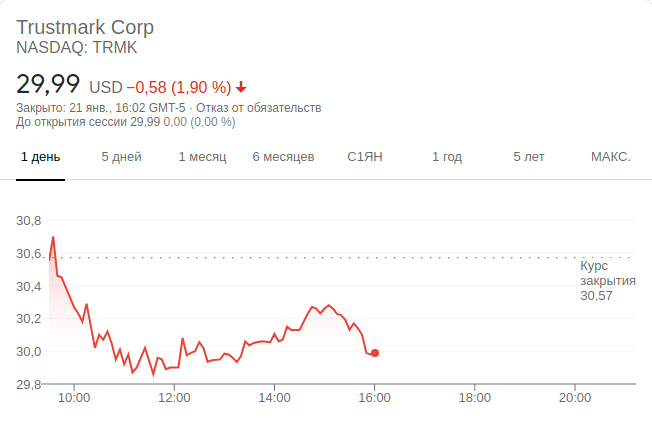 Trustmark Corp
NASDAQ: TRMK
29,99 USD −0,58 (1,90 %)
Закрыто: 21 янв., 16:02 GMT-5 · Отказ от обязательств
До открытия сессии 29,99 0,00 (0,00 %)
1 день 5 дней 1 месяц 6 месяцев С1ЯН 1 год 5 лет МАКС.
30,8
30,6
Курс
закрытия
30,57
30,4
30,2
30,0
29,8
10:00 12:00 14:00 16:00 18:00 20:00